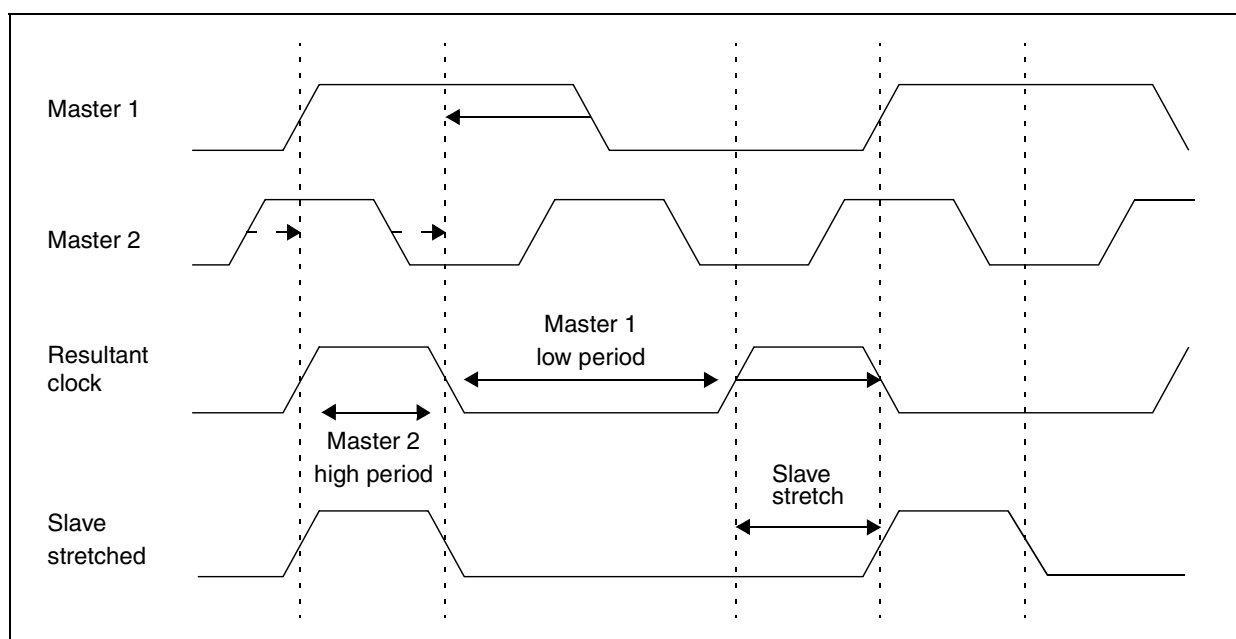 Master 1
Master 2
Resultant
clock
Master 1
low period
Master 2
high period
Slave
stretch
Slave
stretched